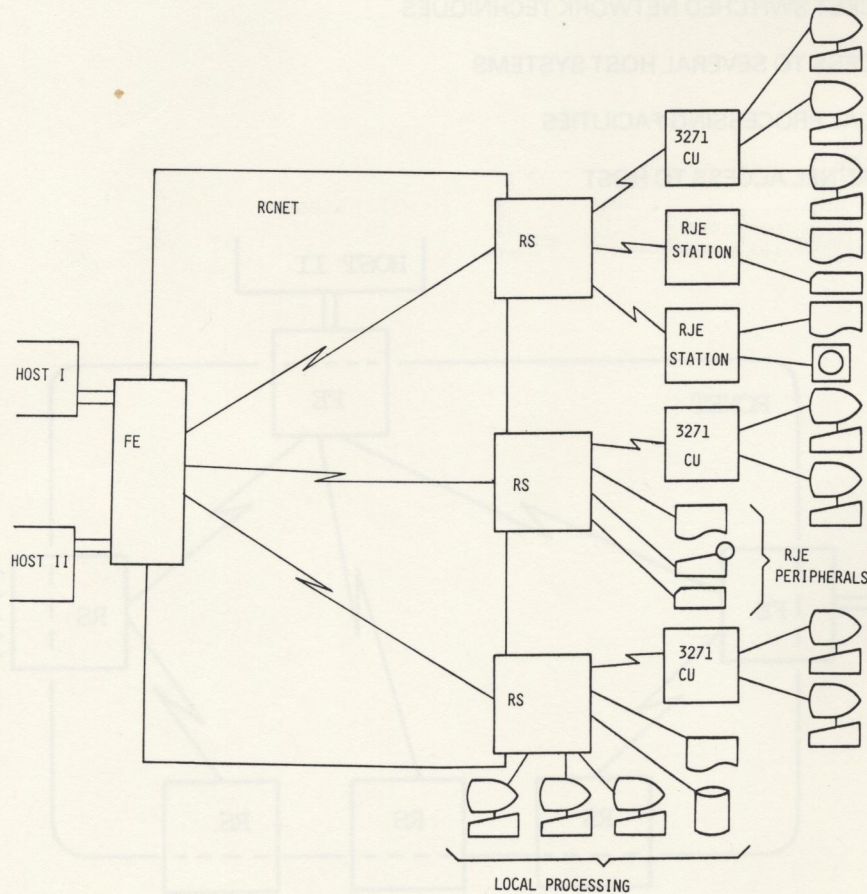 RCNET
3271
CU
RS
RJE
STATION
RJE
STATION
HOST I
FE
3271
CU
RS
HOST II
RJE
PERIPHERALS
3271
CU
RS
LOCAL PROCESSING